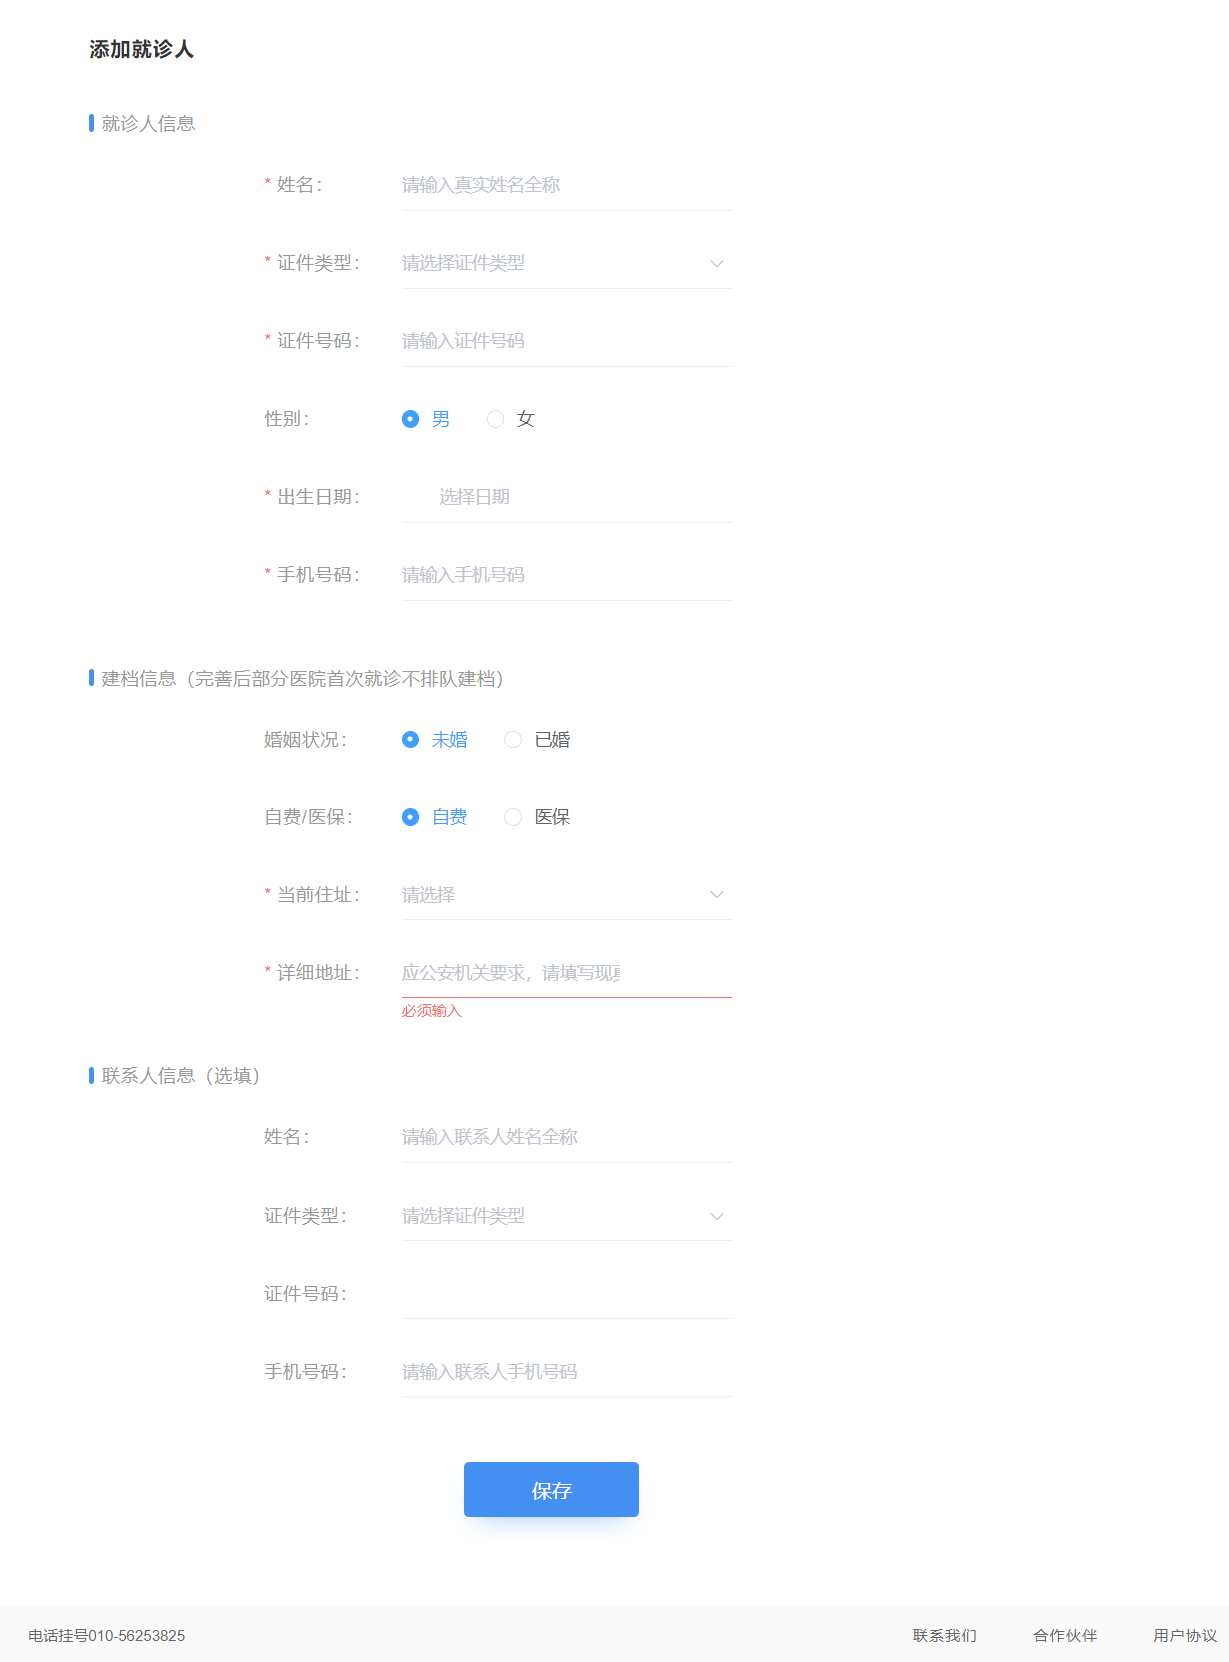 添加就诊人
就诊人信息
* 姓名： 请输入真实姓名全称
* 证件类型： 请选择证件类型
* 证件号码： 请输入证件号码
性别： 男 女
* 出生日期： 选择日期
* 手机号码： 请输入手机号码
建档信息（完善后部分医院首次就诊不排队建档）
婚姻状况： 未婚 已婚
自费/医保： 自费 医保
* 当前住址： 请选择
* 详细地址： 应公安机关要求，请填写现
必须输入
联系人信息（选填）
姓名： 请输入联系人姓名全称
证件类型： 请选择证件类型
证件号码：
手机号码： 请输入联系人手机号码
保存
电话挂号010-56253825 联系我们 合作伙伴 用户协议